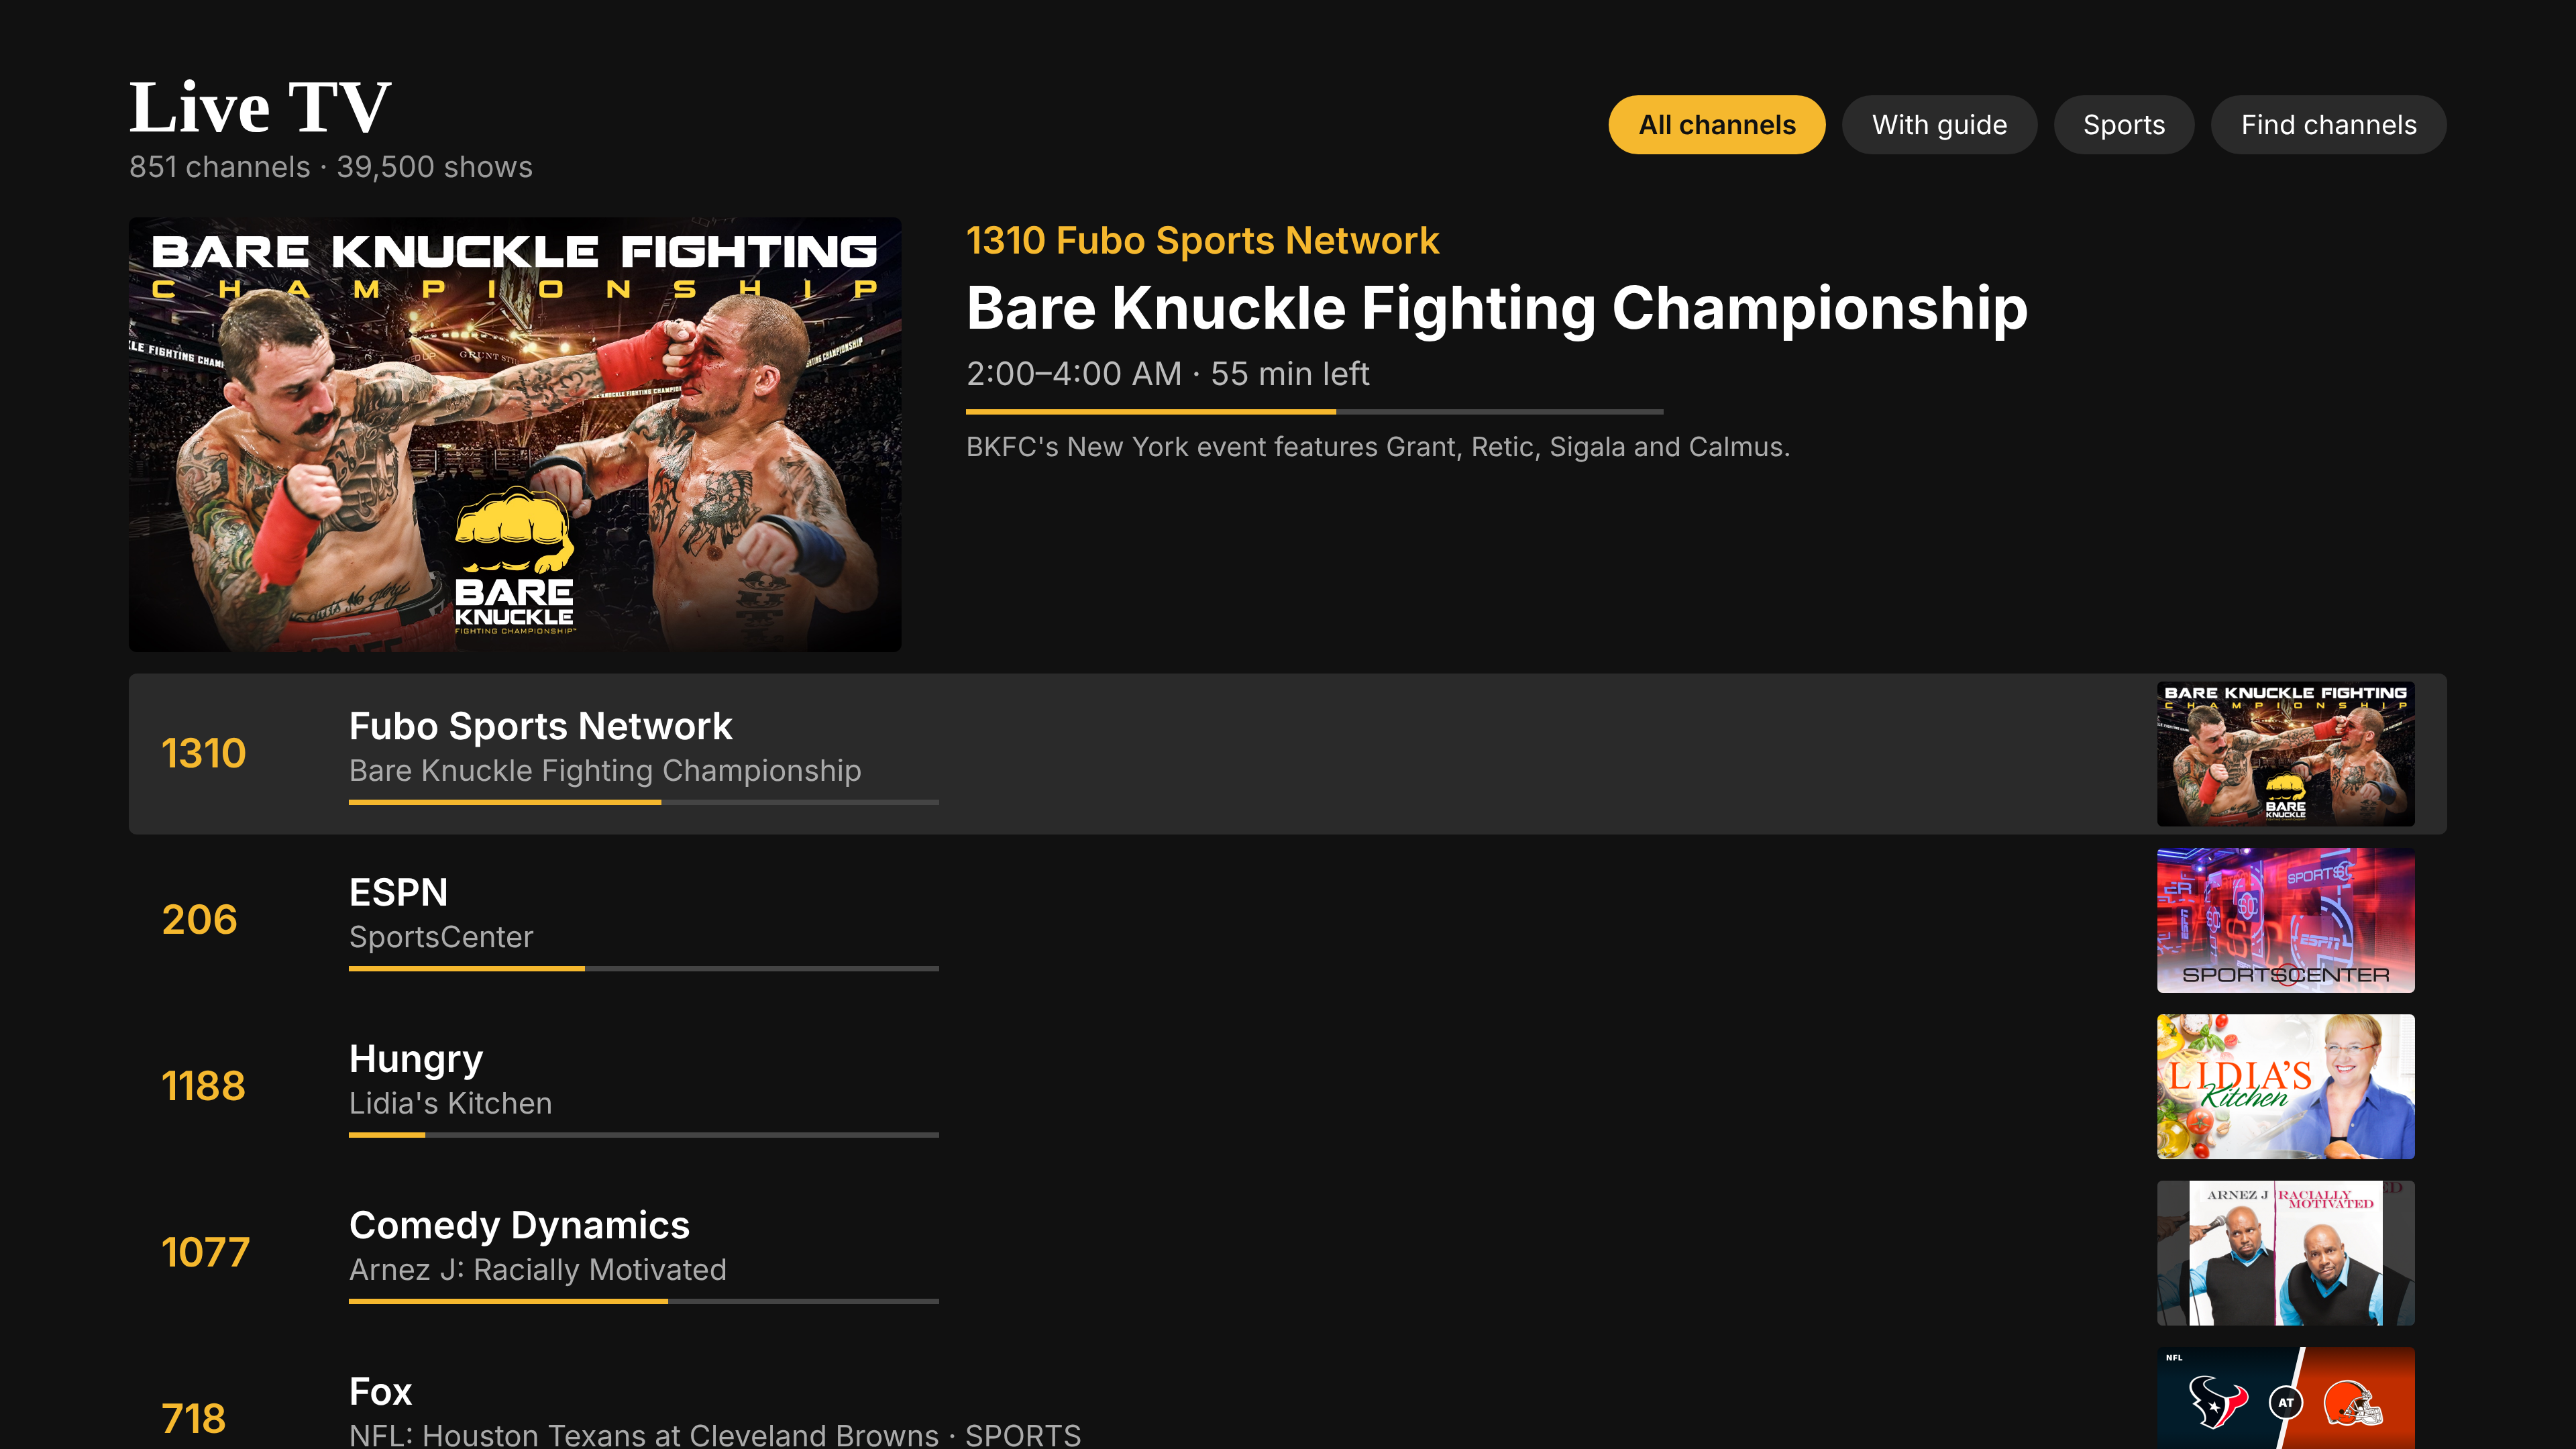 Live TV
851 channels · 39,500 shows
All channels
With guide
Sports
Find channels
BARE KNUCKLE FIGHTING
CHAMPIONSHIP
BARE
KNUCKLE
FIGHTING CHAMPIONSHIP
1310 Fubo Sports Network
Bare Knuckle Fighting Championship
2:00–4:00 AM · 55 min left
BKFC's New York event features Grant, Retic, Sigala and Calmus.
1310
Fubo Sports Network
Bare Knuckle Fighting Championship
BARE KNUCKLE FIGHTING
CHAMPIONSHIP
BARE
KNUCKLE
206
ESPN
SportsCenter
SPORTSCENTER
1188
Hungry
Lidia's Kitchen
LIDIA'S
Kitchen
1077
Comedy Dynamics
Arnez J: Racially Motivated
ARNEZ J RACIALLY
MOTIVATED
718
Fox
NFL: Houston Texans at Cleveland Browns · SPORTS
NFL
AT